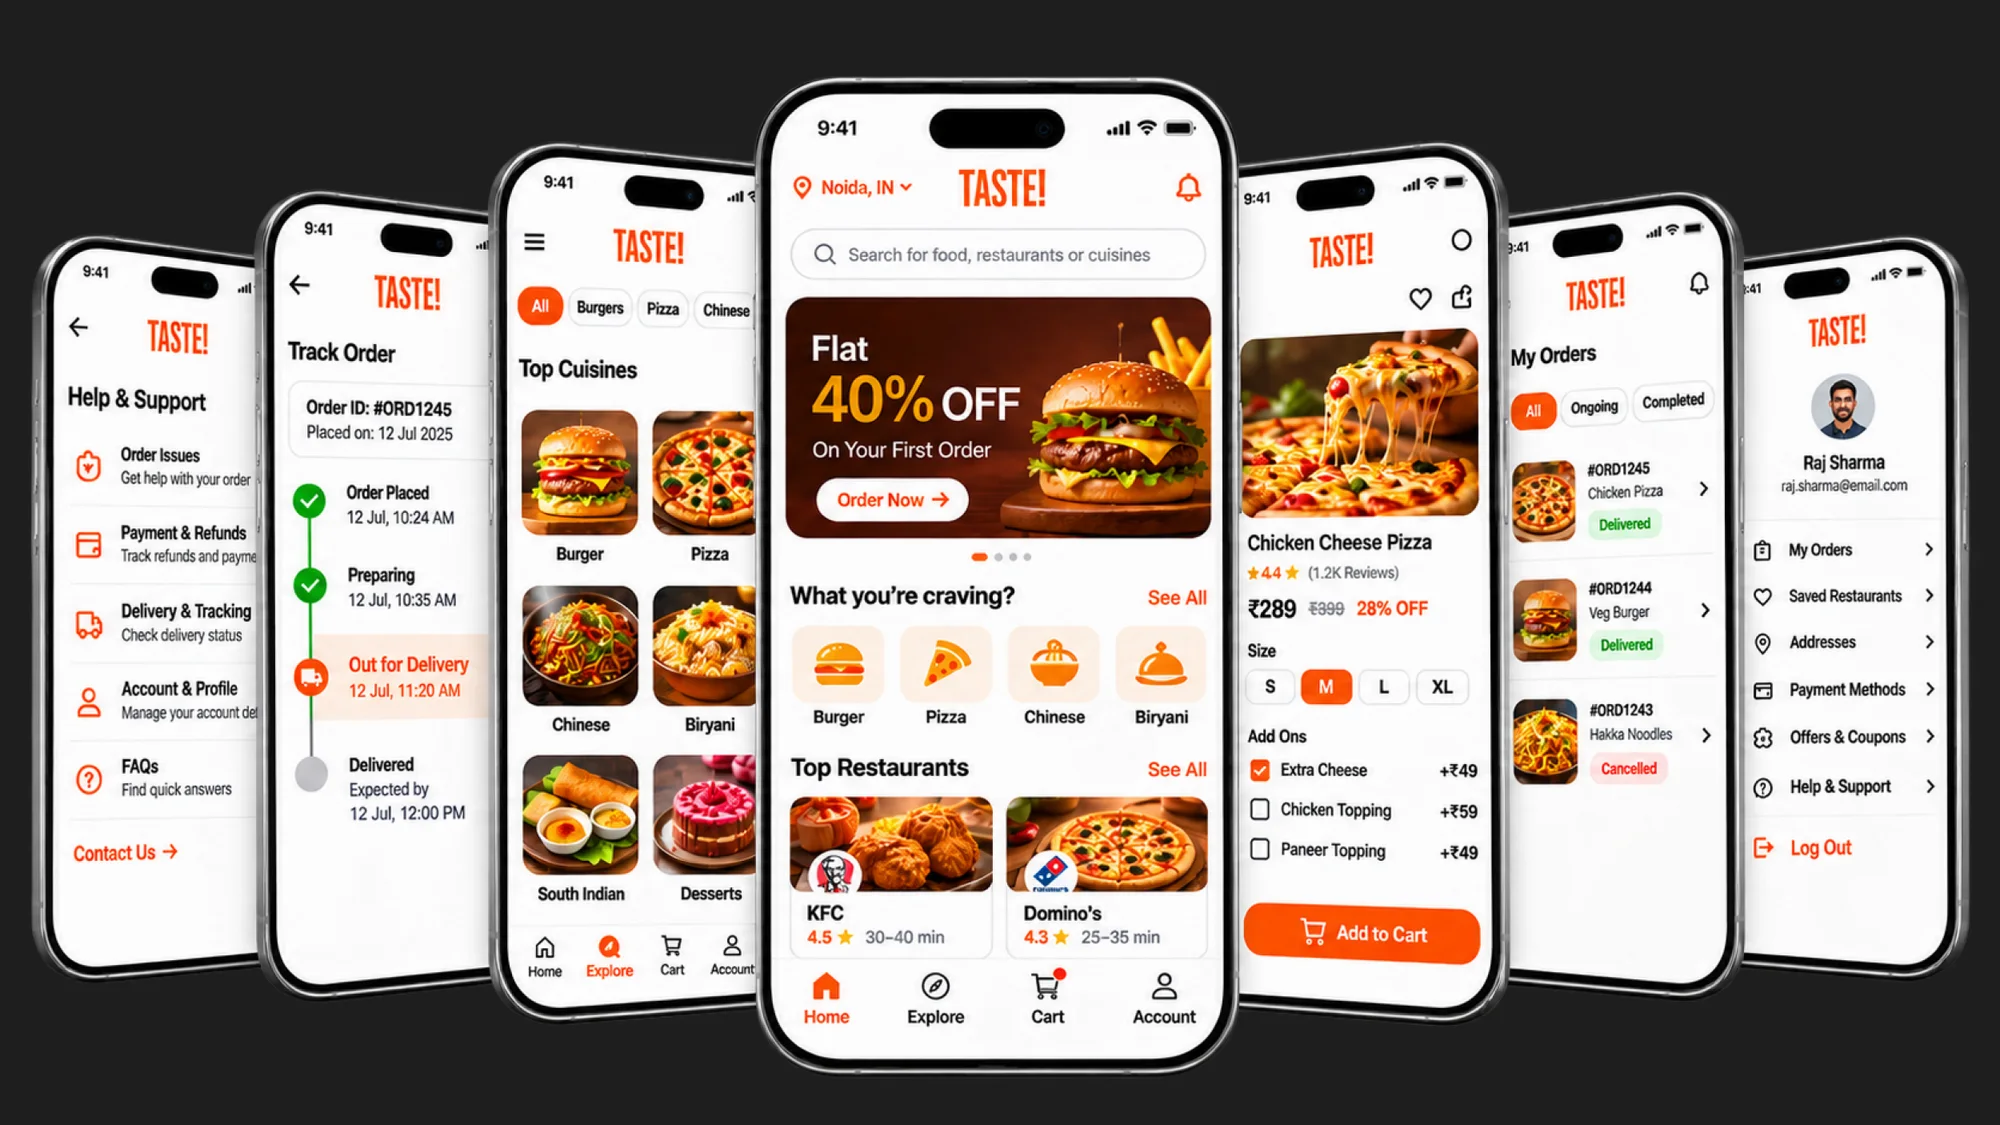 9:41
TASTE!
Help & Support
Order Issues
Get help with your order
Payment & Refunds
Track refunds and payme
Delivery & Tracking
Check delivery status
Account & Profile
Manage your account det
FAQs
Find quick answers
Contact Us →
9:41
TASTE!
Track Order
Order ID: #ORD1245
Placed on: 12 Jul 2025
Order Placed
12 Jul, 10:24 AM
Preparing
12 Jul, 10:35 AM
Out for Delivery
12 Jul, 11:20 AM
Delivered
Expected by
12 Jul, 12:00 PM
9:41
TASTE!
All Burgers Pizza Chinese
Top Cuisines
Burger Pizza
Chinese Biryani
South Indian Desserts
Home Explore Cart Account
9:41
Noida, IN TASTE!
Search for food, restaurants or cuisines
Flat
40% OFF
On Your First Order
Order Now →
What you're craving? See All
Burger Pizza Chinese Biryani
Top Restaurants See All
KFC Domino's
4.5 ★ 30–40 min 4.3 ★ 25–35 min
Home Explore Cart Account
9:41
TASTE!
Chicken Cheese Pizza
★ 4.4 ★ (1.2K Reviews)
₹289 ₹399 28% OFF
Size
S M L XL
Add Ons
Extra Cheese +₹49
Chicken Topping +₹59
Paneer Topping +₹49
Add to Cart
9:41
TASTE!
My Orders
All Ongoing Completed
#ORD1245
Chicken Pizza
Delivered
#ORD1244
Veg Burger
Delivered
#ORD1243
Hakka Noodles
Cancelled
:41
TASTE!
Raj Sharma
raj.sharma@email.com
My Orders
Saved Restaurants
Addresses
Payment Methods
Offers & Coupons
Help & Support
Log Out